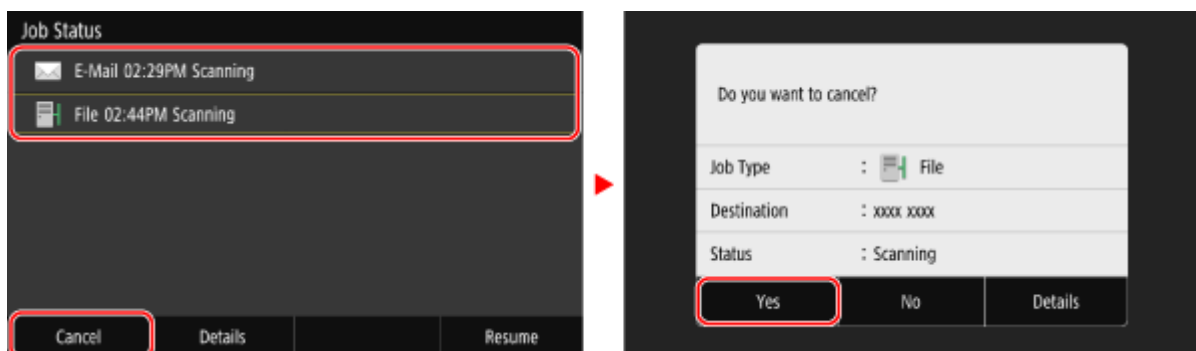 Job Status
E-Mail 02:29PM Scanning
File 02:44PM Scanning
Cancel Details Resume
Do you want to cancel?
Job Type : File
Destination : xxxx xxxx
Status : Scanning
Yes No Details